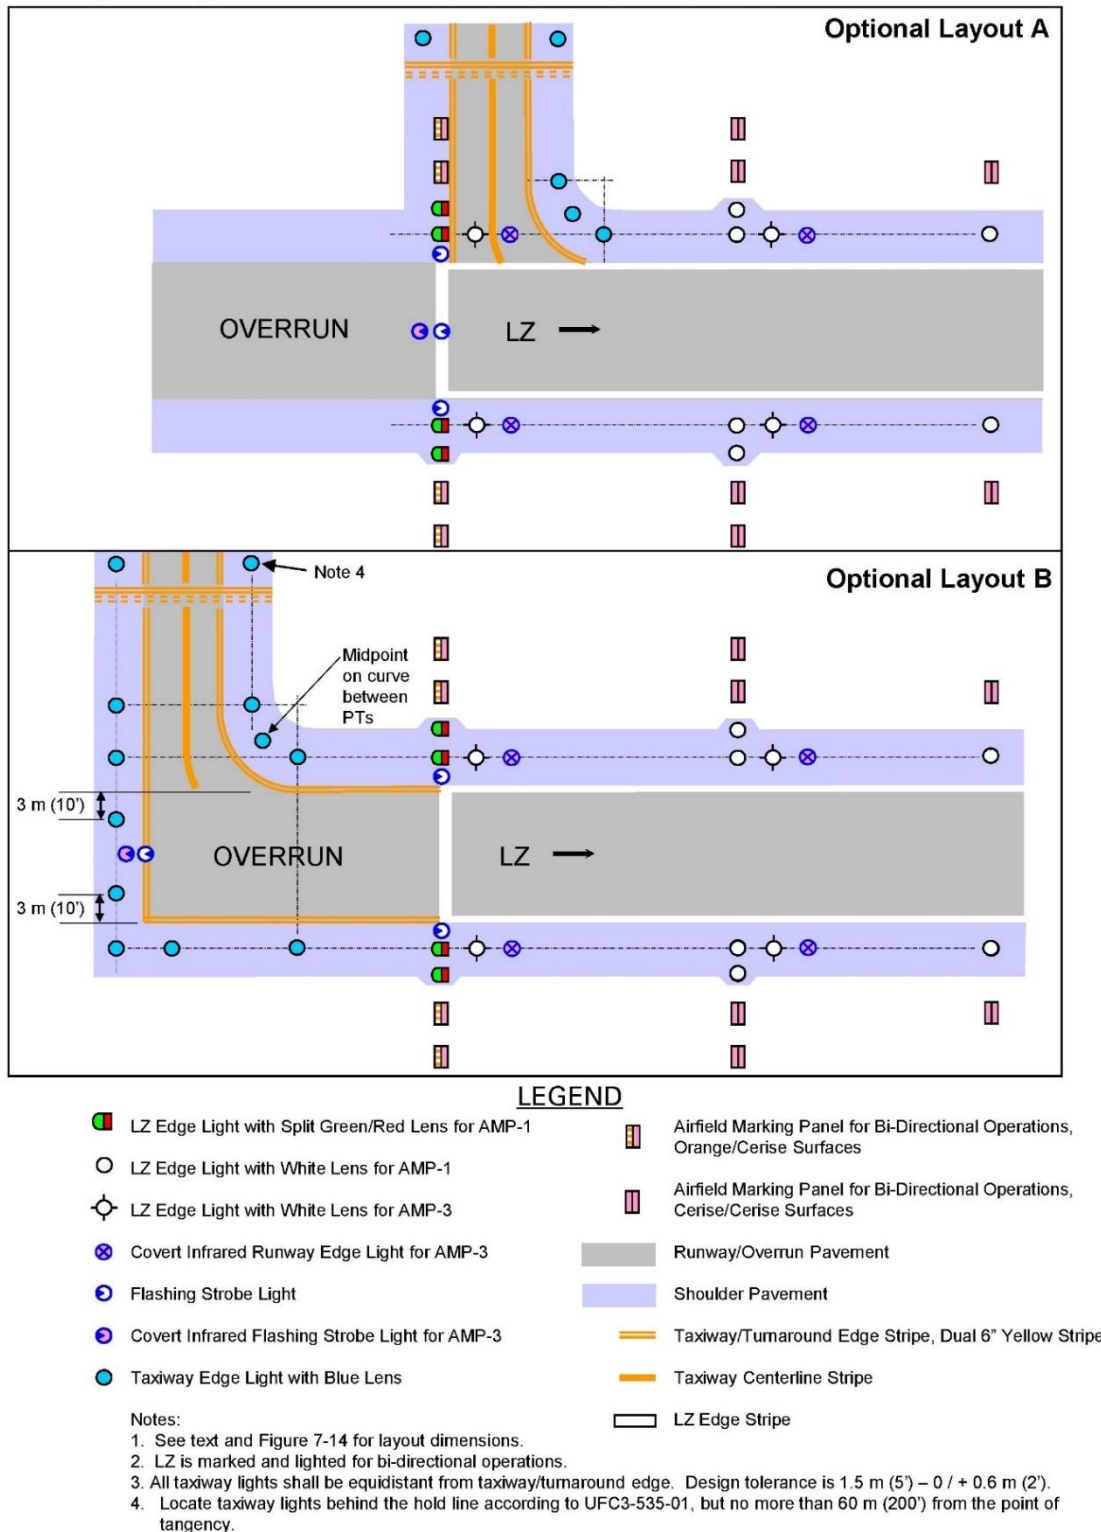 Optional Layout A
OVERRUN
LZ
Optional Layout B
Note 4
Midpoint
on curve
between
PTs
3 m (10')
OVERRUN
LZ
3 m (10')
LEGEND
LZ Edge Light with Split Green/Red Lens for AMP-1
LZ Edge Light with White Lens for AMP-1
LZ Edge Light with White Lens for AMP-3
Covert Infrared Runway Edge Light for AMP-3
Flashing Strobe Light
Covert Infrared Flashing Strobe Light for AMP-3
Taxiway Edge Light with Blue Lens
Airfield Marking Panel for Bi-Directional Operations,
Orange/Cerise Surfaces
Airfield Marking Panel for Bi-Directional Operations,
Cerise/Cerise Surfaces
Runway/Overrun Pavement
Shoulder Pavement
Taxiway/Turnaround Edge Stripe, Dual 6" Yellow Stripe
Taxiway Centerline Stripe
LZ Edge Stripe
Notes:
1. See text and Figure 7-14 for layout dimensions.
2. LZ is marked and lighted for bi-directional operations.
3. All taxiway lights shall be equidistant from taxiway/turnaround edge. Design tolerance is 1.5 m (5') – 0 / + 0.6 m (2').
4. Locate taxiway lights behind the hold line according to UFC3-535-01, but no more than 60 m (200') from the point of
tangency.